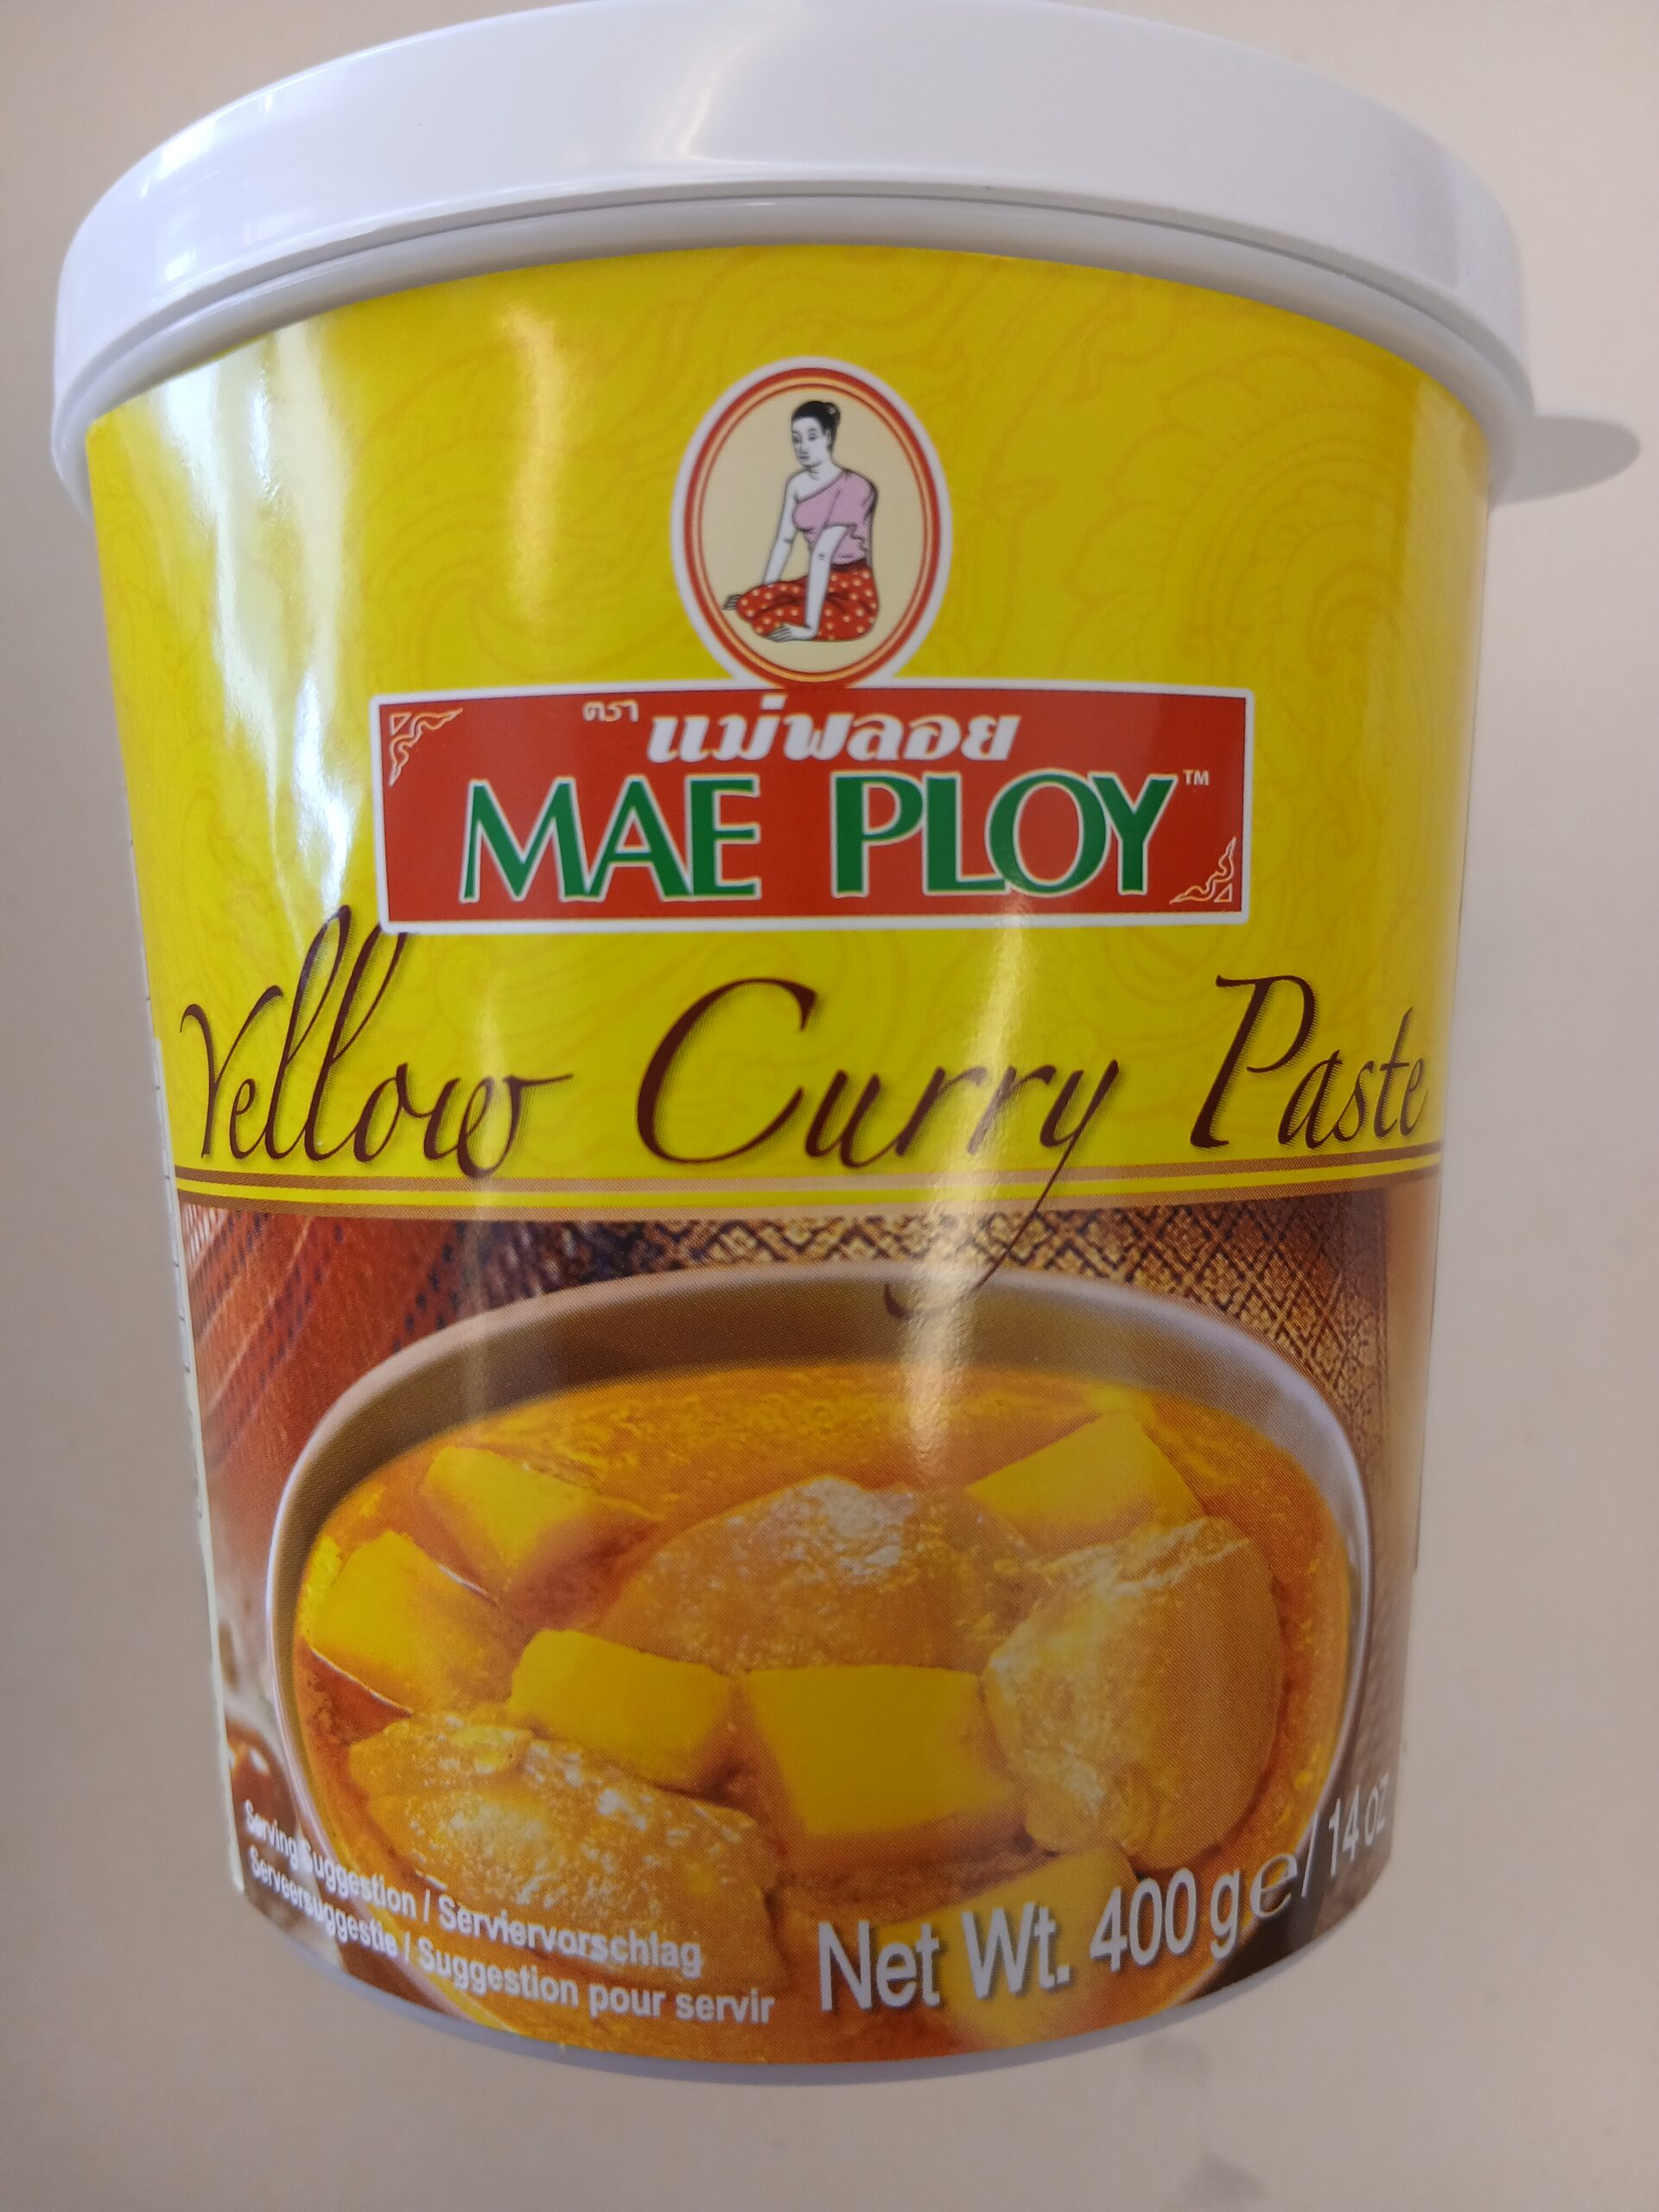 ตรา แม่พลอย
MAE PLOY™
Yellow Curry Paste
Serving Suggestion / Serviervorschlag
Serveersuggestie / Suggestion pour servir
Net Wt. 400 g ℮ / 14 oz